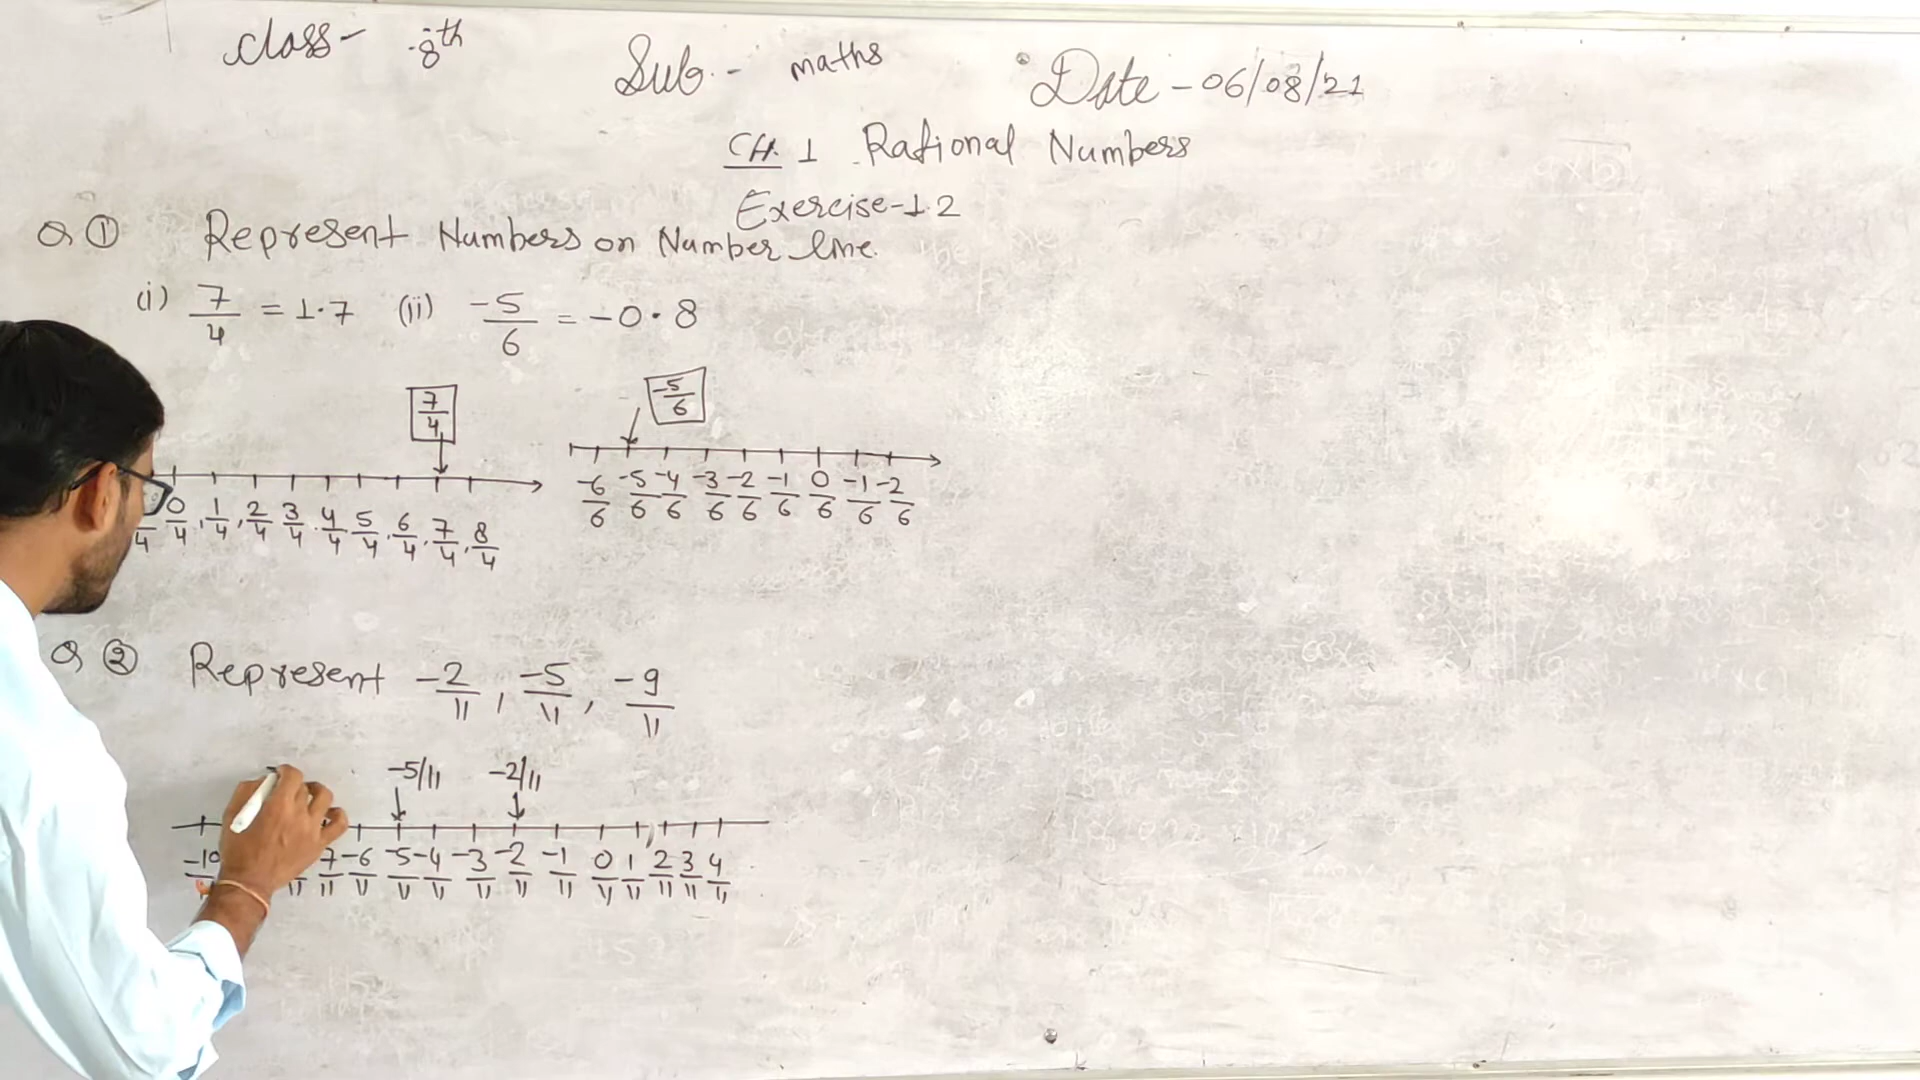 class- 8th
Sub.- maths
Date-06/08/21
CH. 1 Rational Numbers
Exercise-1.2
Q ① Represent Numbers on Number line.
(i) 7/4 = 1.7 (ii) -5/6 = -0.8
7/4
-5/6
0/4, 1/4, 2/4 3/4 4/4 5/4, 6/4, 7/4, 8/4
-6/6 -5/6 -4/6 -3/6 -2/6 -1/6 0/6 -1/6 -2/6
Q ② Represent -2/11, -5/11, -9/11
-5/11 -2/11
-10 7/11 -6/11 -5/11 -4/11 -3/11 -2/11 -1/11 0/11 1/11 2/11 3/11 4/11